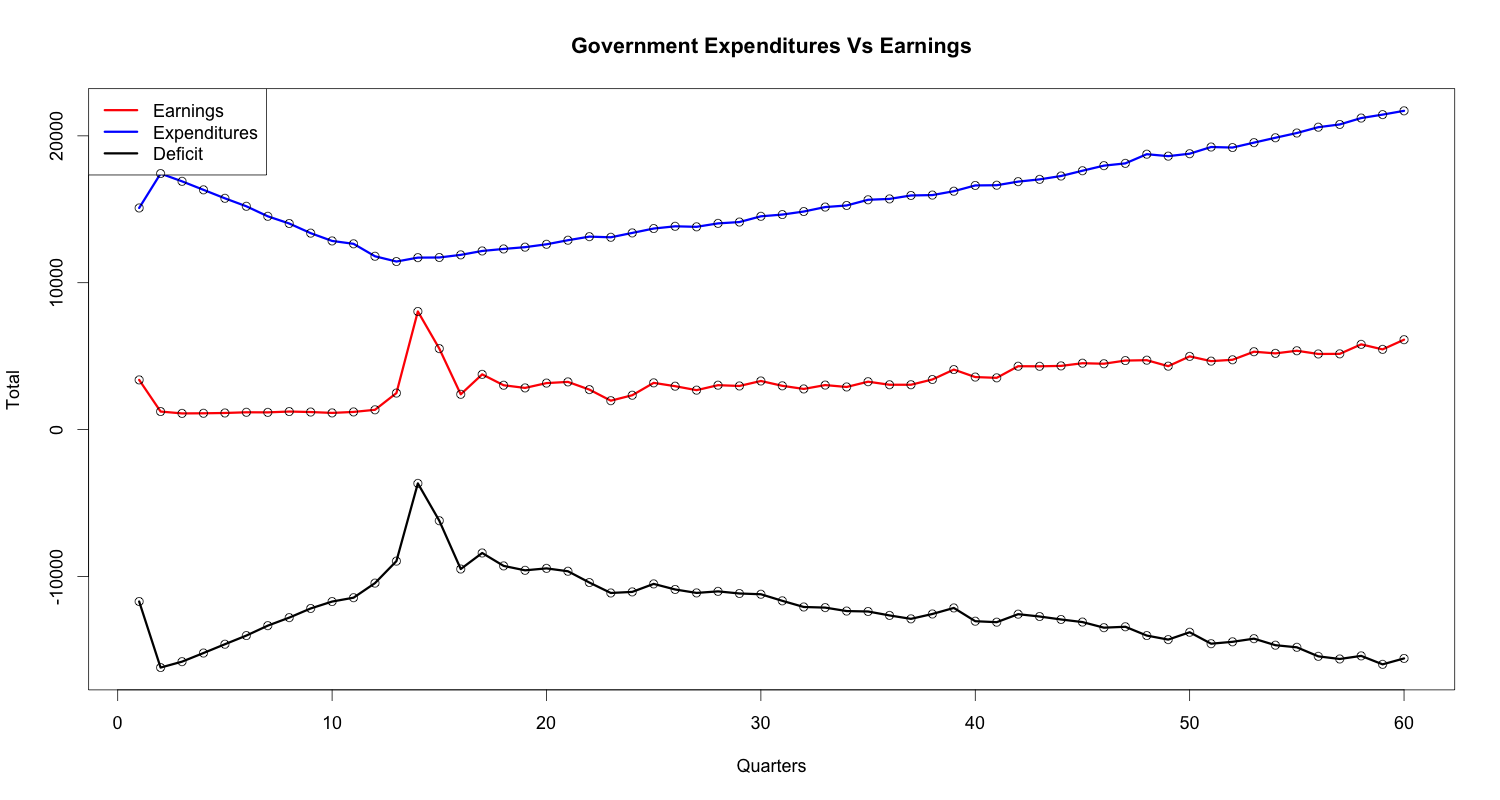 Government Expenditures Vs Earnings
Earnings
Expenditures
Deficit
20000
10000
0
-10000
Total
0 10 20 30 40 50 60
Quarters